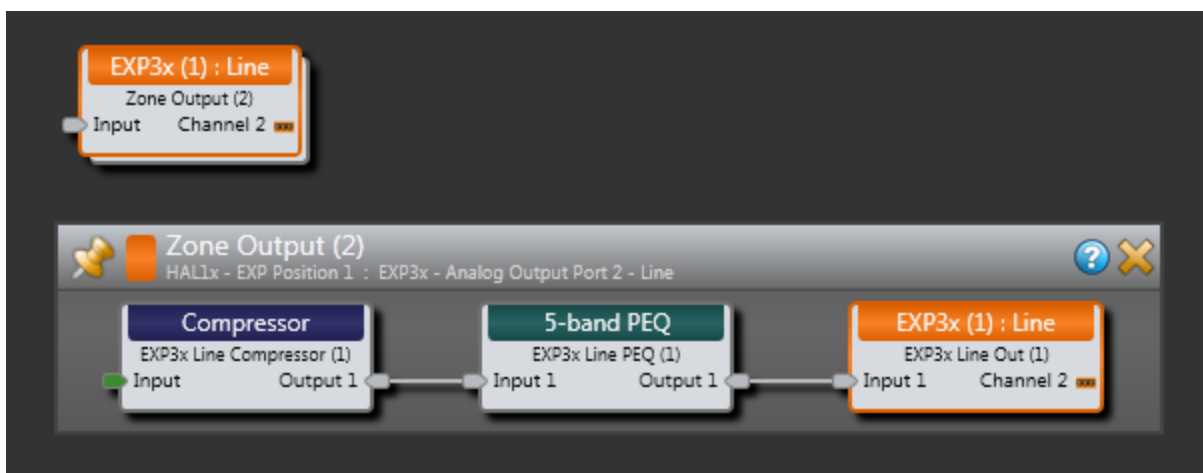 EXP3x (1) : Line
Zone Output (2)
Input Channel 2
Zone Output (2)
HAL1x - EXP Position 1 : EXP3x - Analog Output Port 2 - Line
?
Compressor
EXP3x Line Compressor (1)
Input Output 1
5-band PEQ
EXP3x Line PEQ (1)
Input 1 Output 1
EXP3x (1) : Line
EXP3x Line Out (1)
Input 1 Channel 2